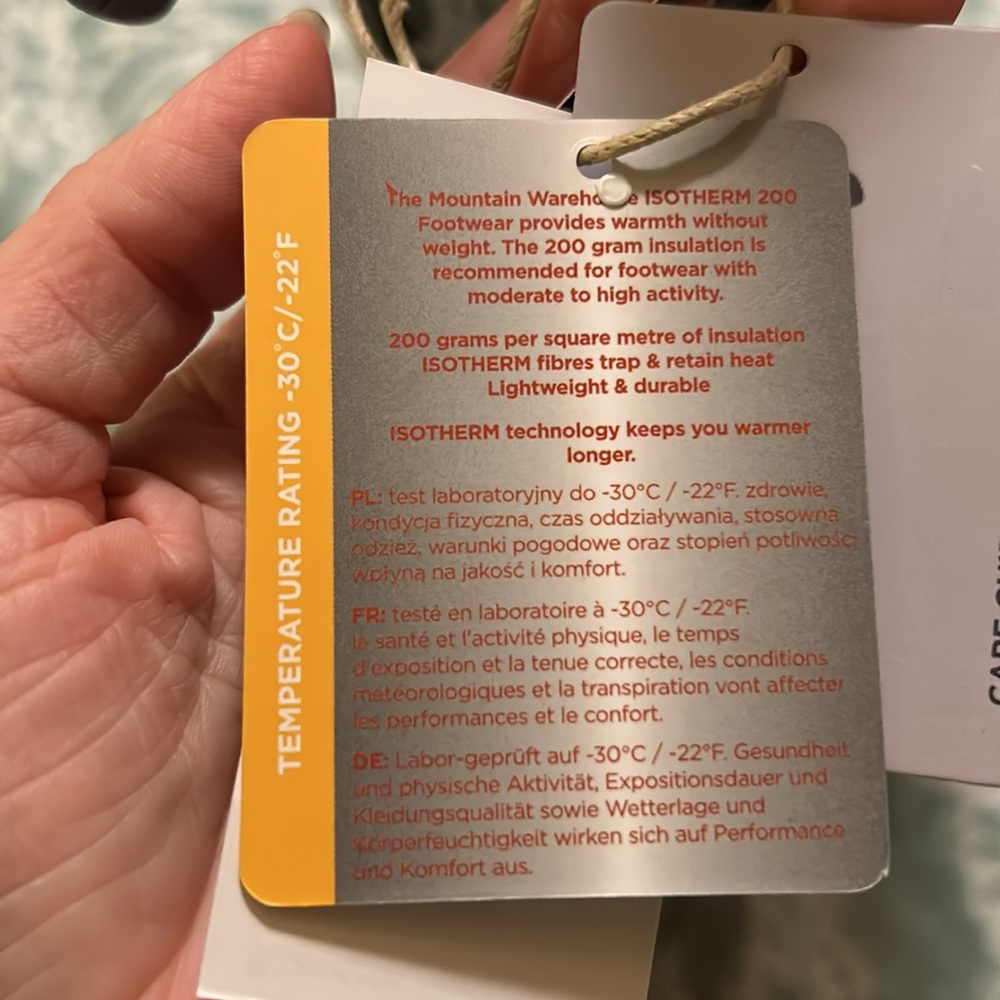 TEMPERATURE RATING -30°C/-22°F
The Mountain Wareho e ISOTHERM 200
Footwear provides warmth without
weight. The 200 gram insulation is
recommended for footwear with
moderate to high activity.
200 grams per square metre of insulation
ISOTHERM fibres trap & retain heat
Lightweight & durable
ISOTHERM technology keeps you warmer
longer.
PL: test laboratoryjny do -30°C / -22°F. zdrowie,
kondycja fizyczna, czas oddziaływania, stosowna
odzież, warunki pogodowe oraz stopień potliwości
wpłyną na jakość i komfort.
FR: testé en laboratoire à -30°C / -22°F.
la santé et l'activité physique, le temps
d'exposition et la tenue correcte, les conditions
météorologiques et la transpiration vont affecter
les performances et le confort.
DE: Labor-geprüft auf -30°C / -22°F. Gesundheit
und physische Aktivität, Expositionsdauer und
Kleidungsqualität sowie Wetterlage und
Körperfeuchtigkeit wirken sich auf Performance
und Komfort aus.
CARE